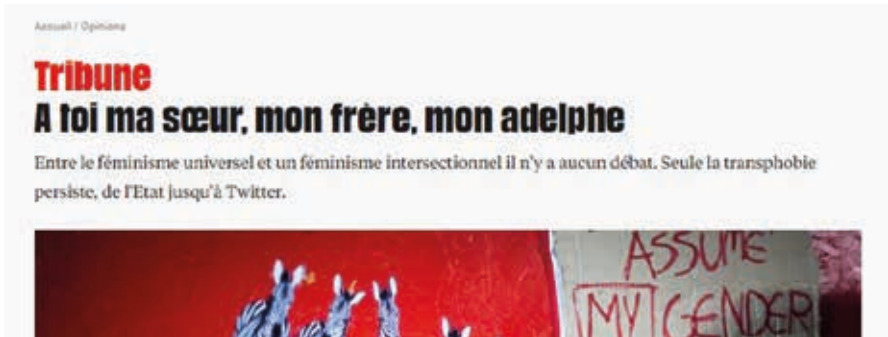 Accueil / Opinions
Tribune
A toi ma sœur, mon frère, mon adelphe
Entre le féminisme universel et un féminisme intersectionnel il n'y a aucun débat. Seule la transphobie
persiste, de l'Etat jusqu'à Twitter.
ASSUME
MY GENDER